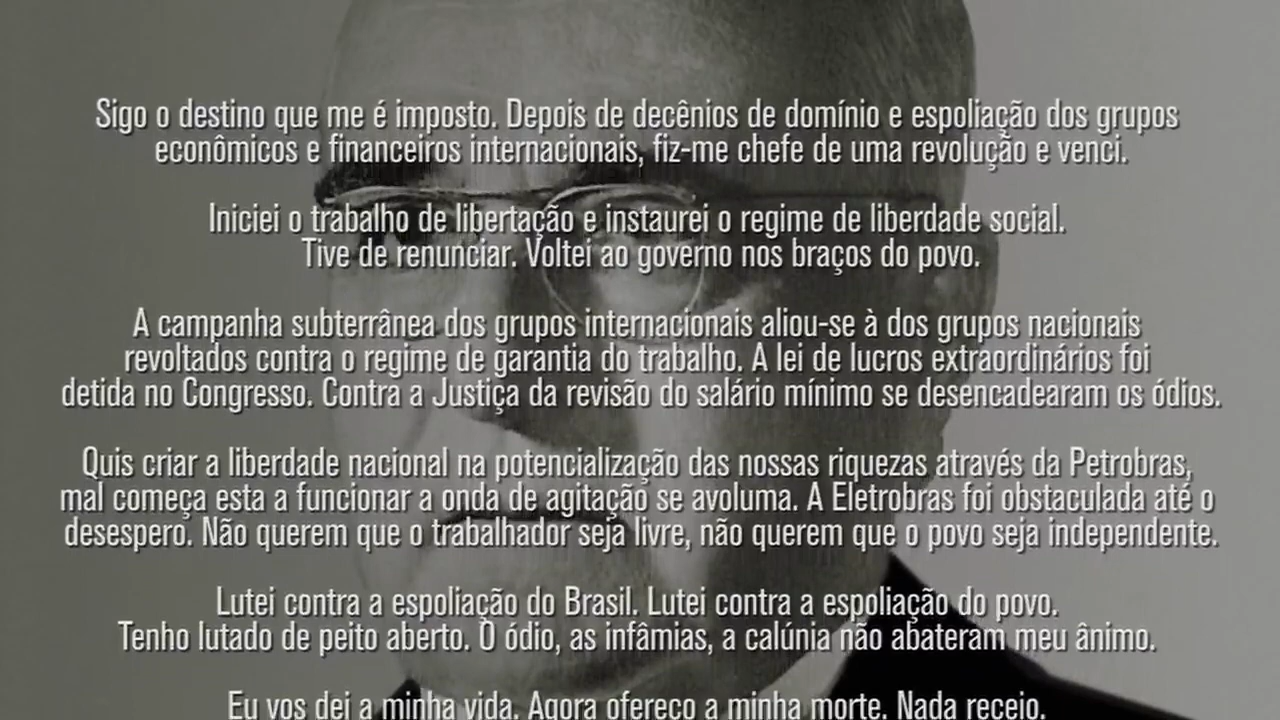 Sigo o destino que me é imposto. Depois de decênios de domínio e espoliação dos grupos
econômicos e financeiros internacionais, fiz-me chefe de uma revolução e venci.
Iniciei o trabalho de libertação e instaurei o regime de liberdade social.
Tive de renunciar. Voltei ao governo nos braços do povo.
A campanha subterrânea dos grupos internacionais aliou-se à dos grupos nacionais
revoltados contra o regime de garantia do trabalho. A lei de lucros extraordinários foi
detida no Congresso. Contra a Justiça da revisão do salário mínimo se desencadearam os ódios.
Quis criar a liberdade nacional na potencialização das nossas riquezas através da Petrobras,
mal começa esta a funcionar a onda de agitação se avoluma. A Eletrobras foi obstaculada até o
desespero. Não querem que o trabalhador seja livre, não querem que o povo seja independente.
Lutei contra a espoliação do Brasil. Lutei contra a espoliação do povo.
Tenho lutado de peito aberto. O ódio, as infâmias, a calúnia não abateram meu ânimo.
Eu vos dei a minha vida. Agora ofereço a minha morte. Nada receio.